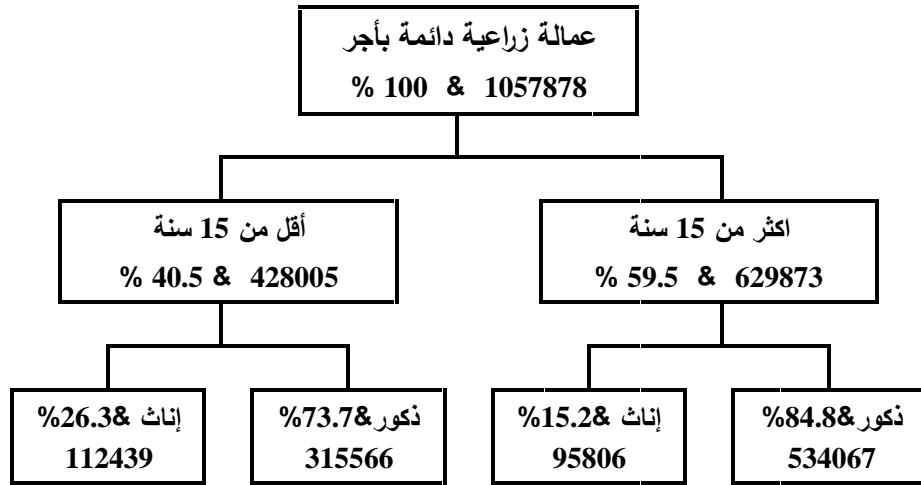 عمالة زراعية دائمة بأجر
1057878 & 100 %
اكثر من 15 سنة
629873 & 59.5 %
أقل من 15 سنة
428005 & 40.5 %
ذكور &84.8%
534067
إناث &15.2%
95806
ذكور &73.7%
315566
إناث &26.3%
112439